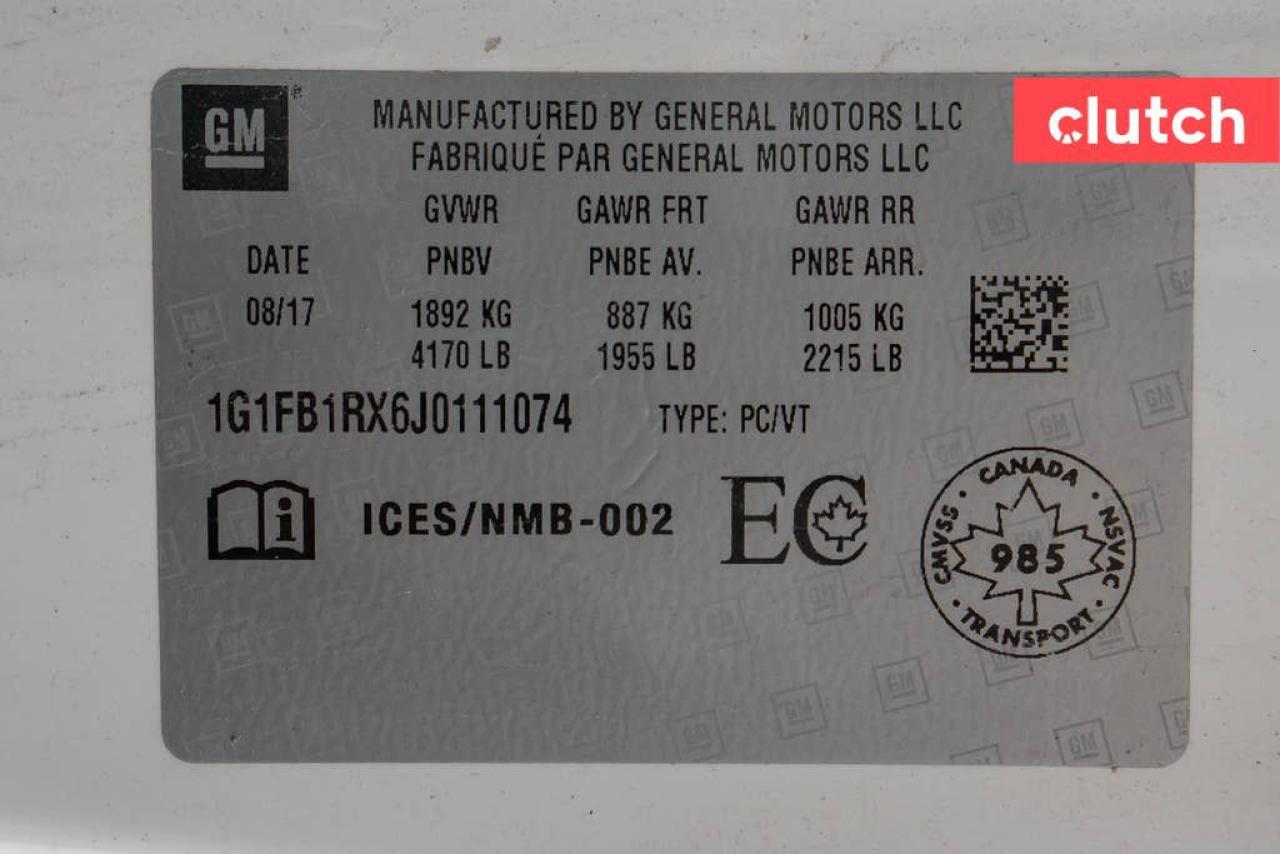 GM
clutch
MANUFACTURED BY GENERAL MOTORS LLC
FABRIQUÉ PAR GENERAL MOTORS LLC
GVWR GAWR FRT GAWR RR
DATE PNBV PNBE AV. PNBE ARR.
08/17 1892 KG 887 KG 1005 KG
4170 LB 1955 LB 2215 LB
1G1FB1RX6J0111074 TYPE: PC/VT
i ICES/NMB-002 EC
CANADA
CMVSS · NSVAC
985
TRANSPORT